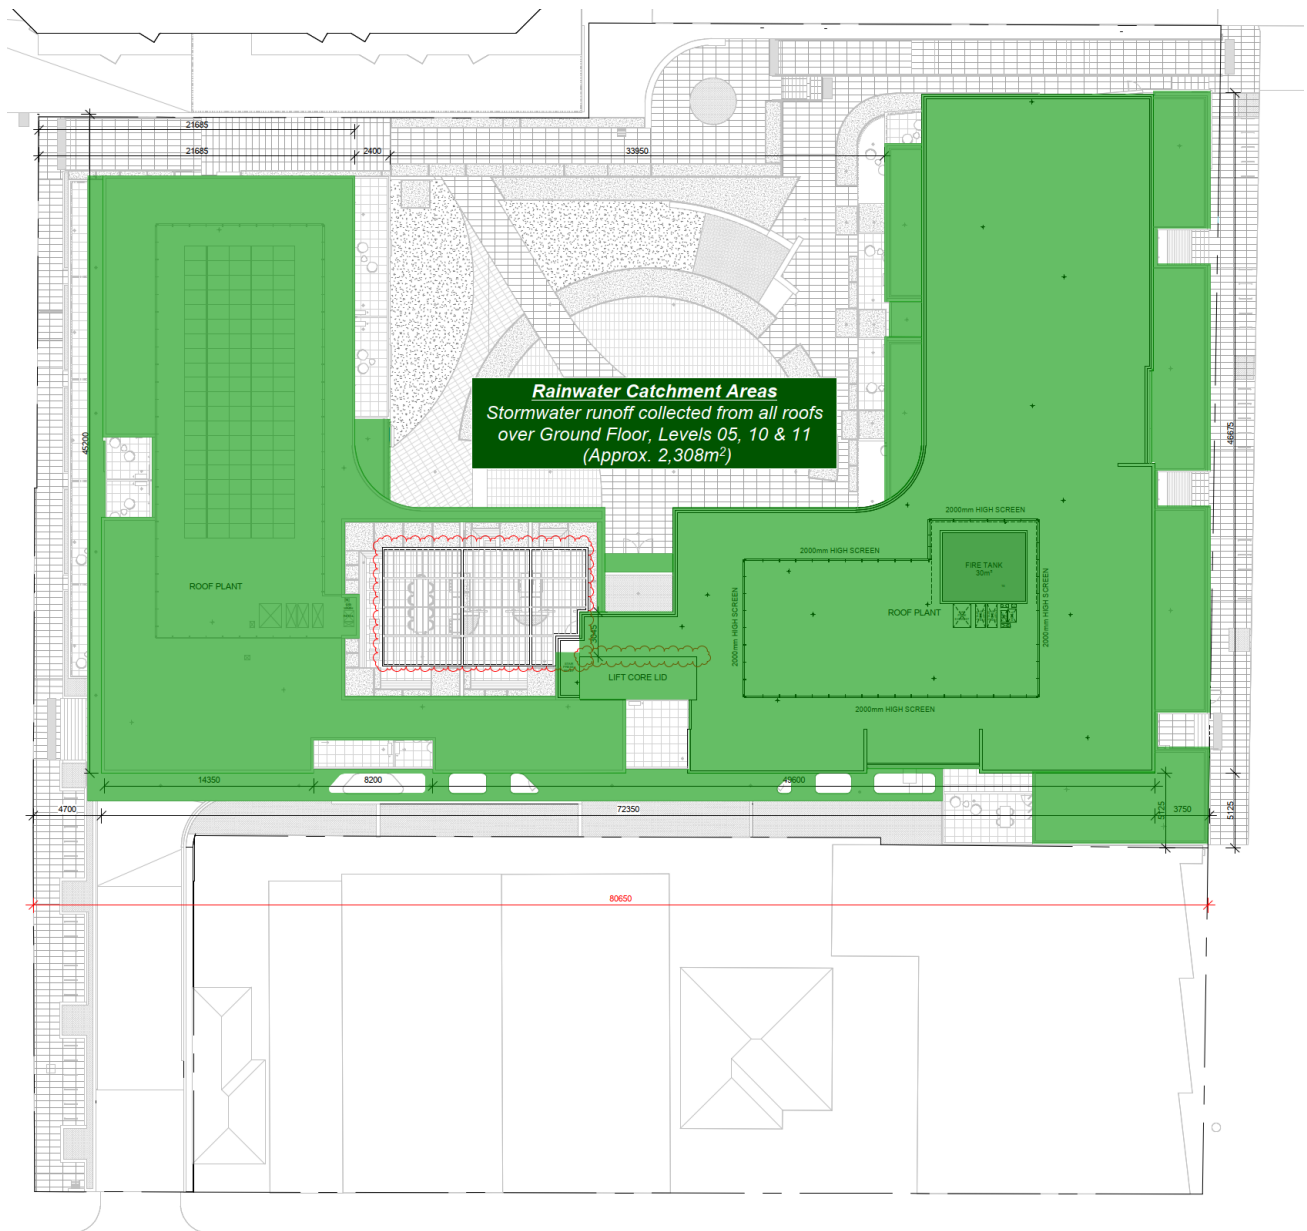 21685
21685
2400
33950
Rainwater Catchment Areas
Stormwater runoff collected from all roofs
over Ground Floor, Levels 05, 10 & 11
(Approx. 2,308m²)
45200
46675
2000mm HIGH SCREEN
2000mm HIGH SCREEN
FIRE TANK
30m³
ROOF PLANT
ROOF PLANT
2000mm HIGH SCREEN
2000mm HIGH SCREEN
3045
LIFT CORE LID
2000mm HIGH SCREEN
14350
8200
49600
4700
72350
5125
3750
5125
80650